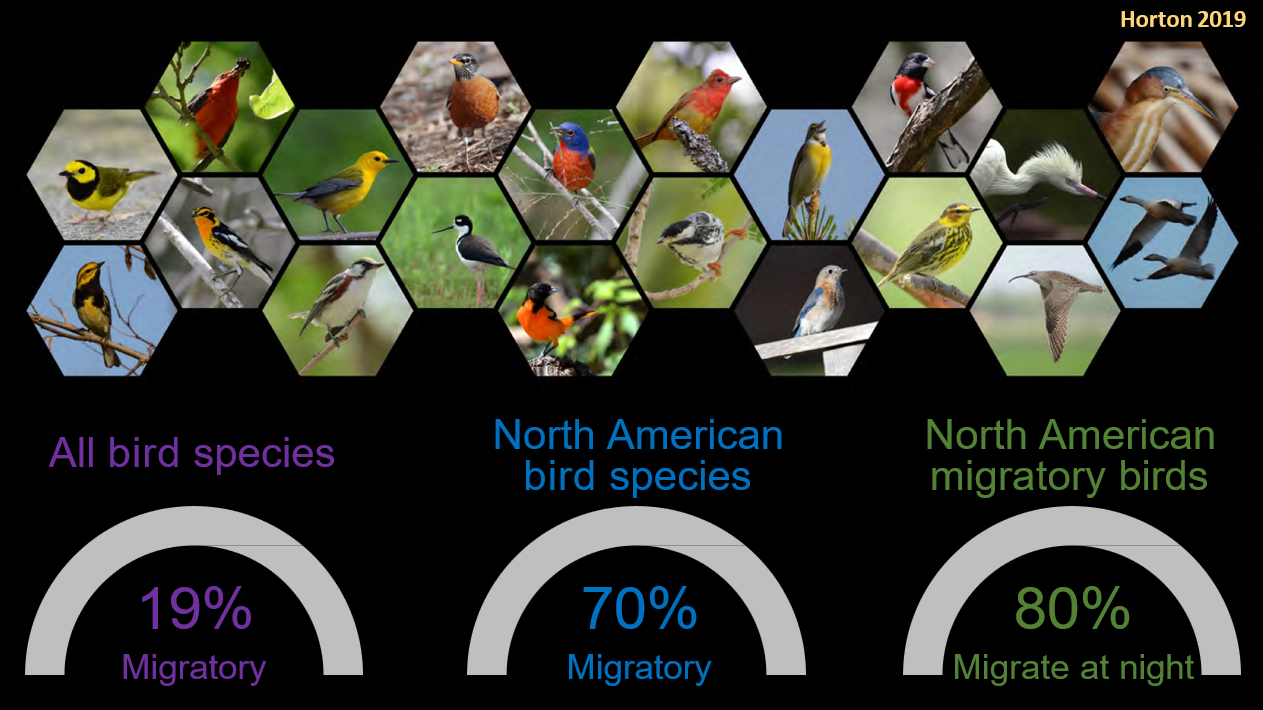 Horton 2019
All bird species
North American
bird species
North American
migratory birds
19%
Migratory
70%
Migratory
80%
Migrate at night